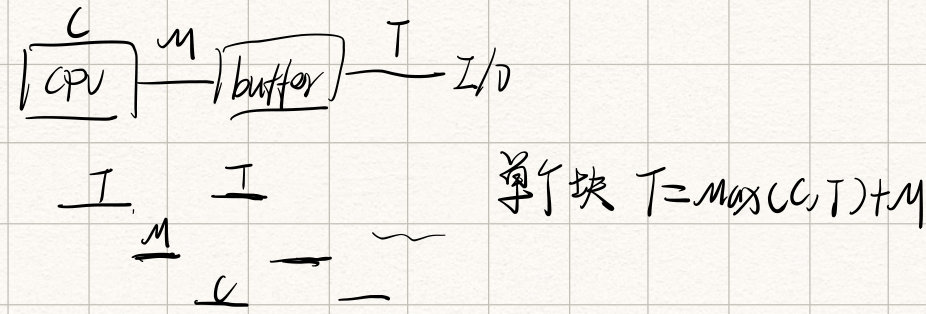 C M T
CPU buffer I/O
T T 单个块 T=Max(C,T)+M
M
C